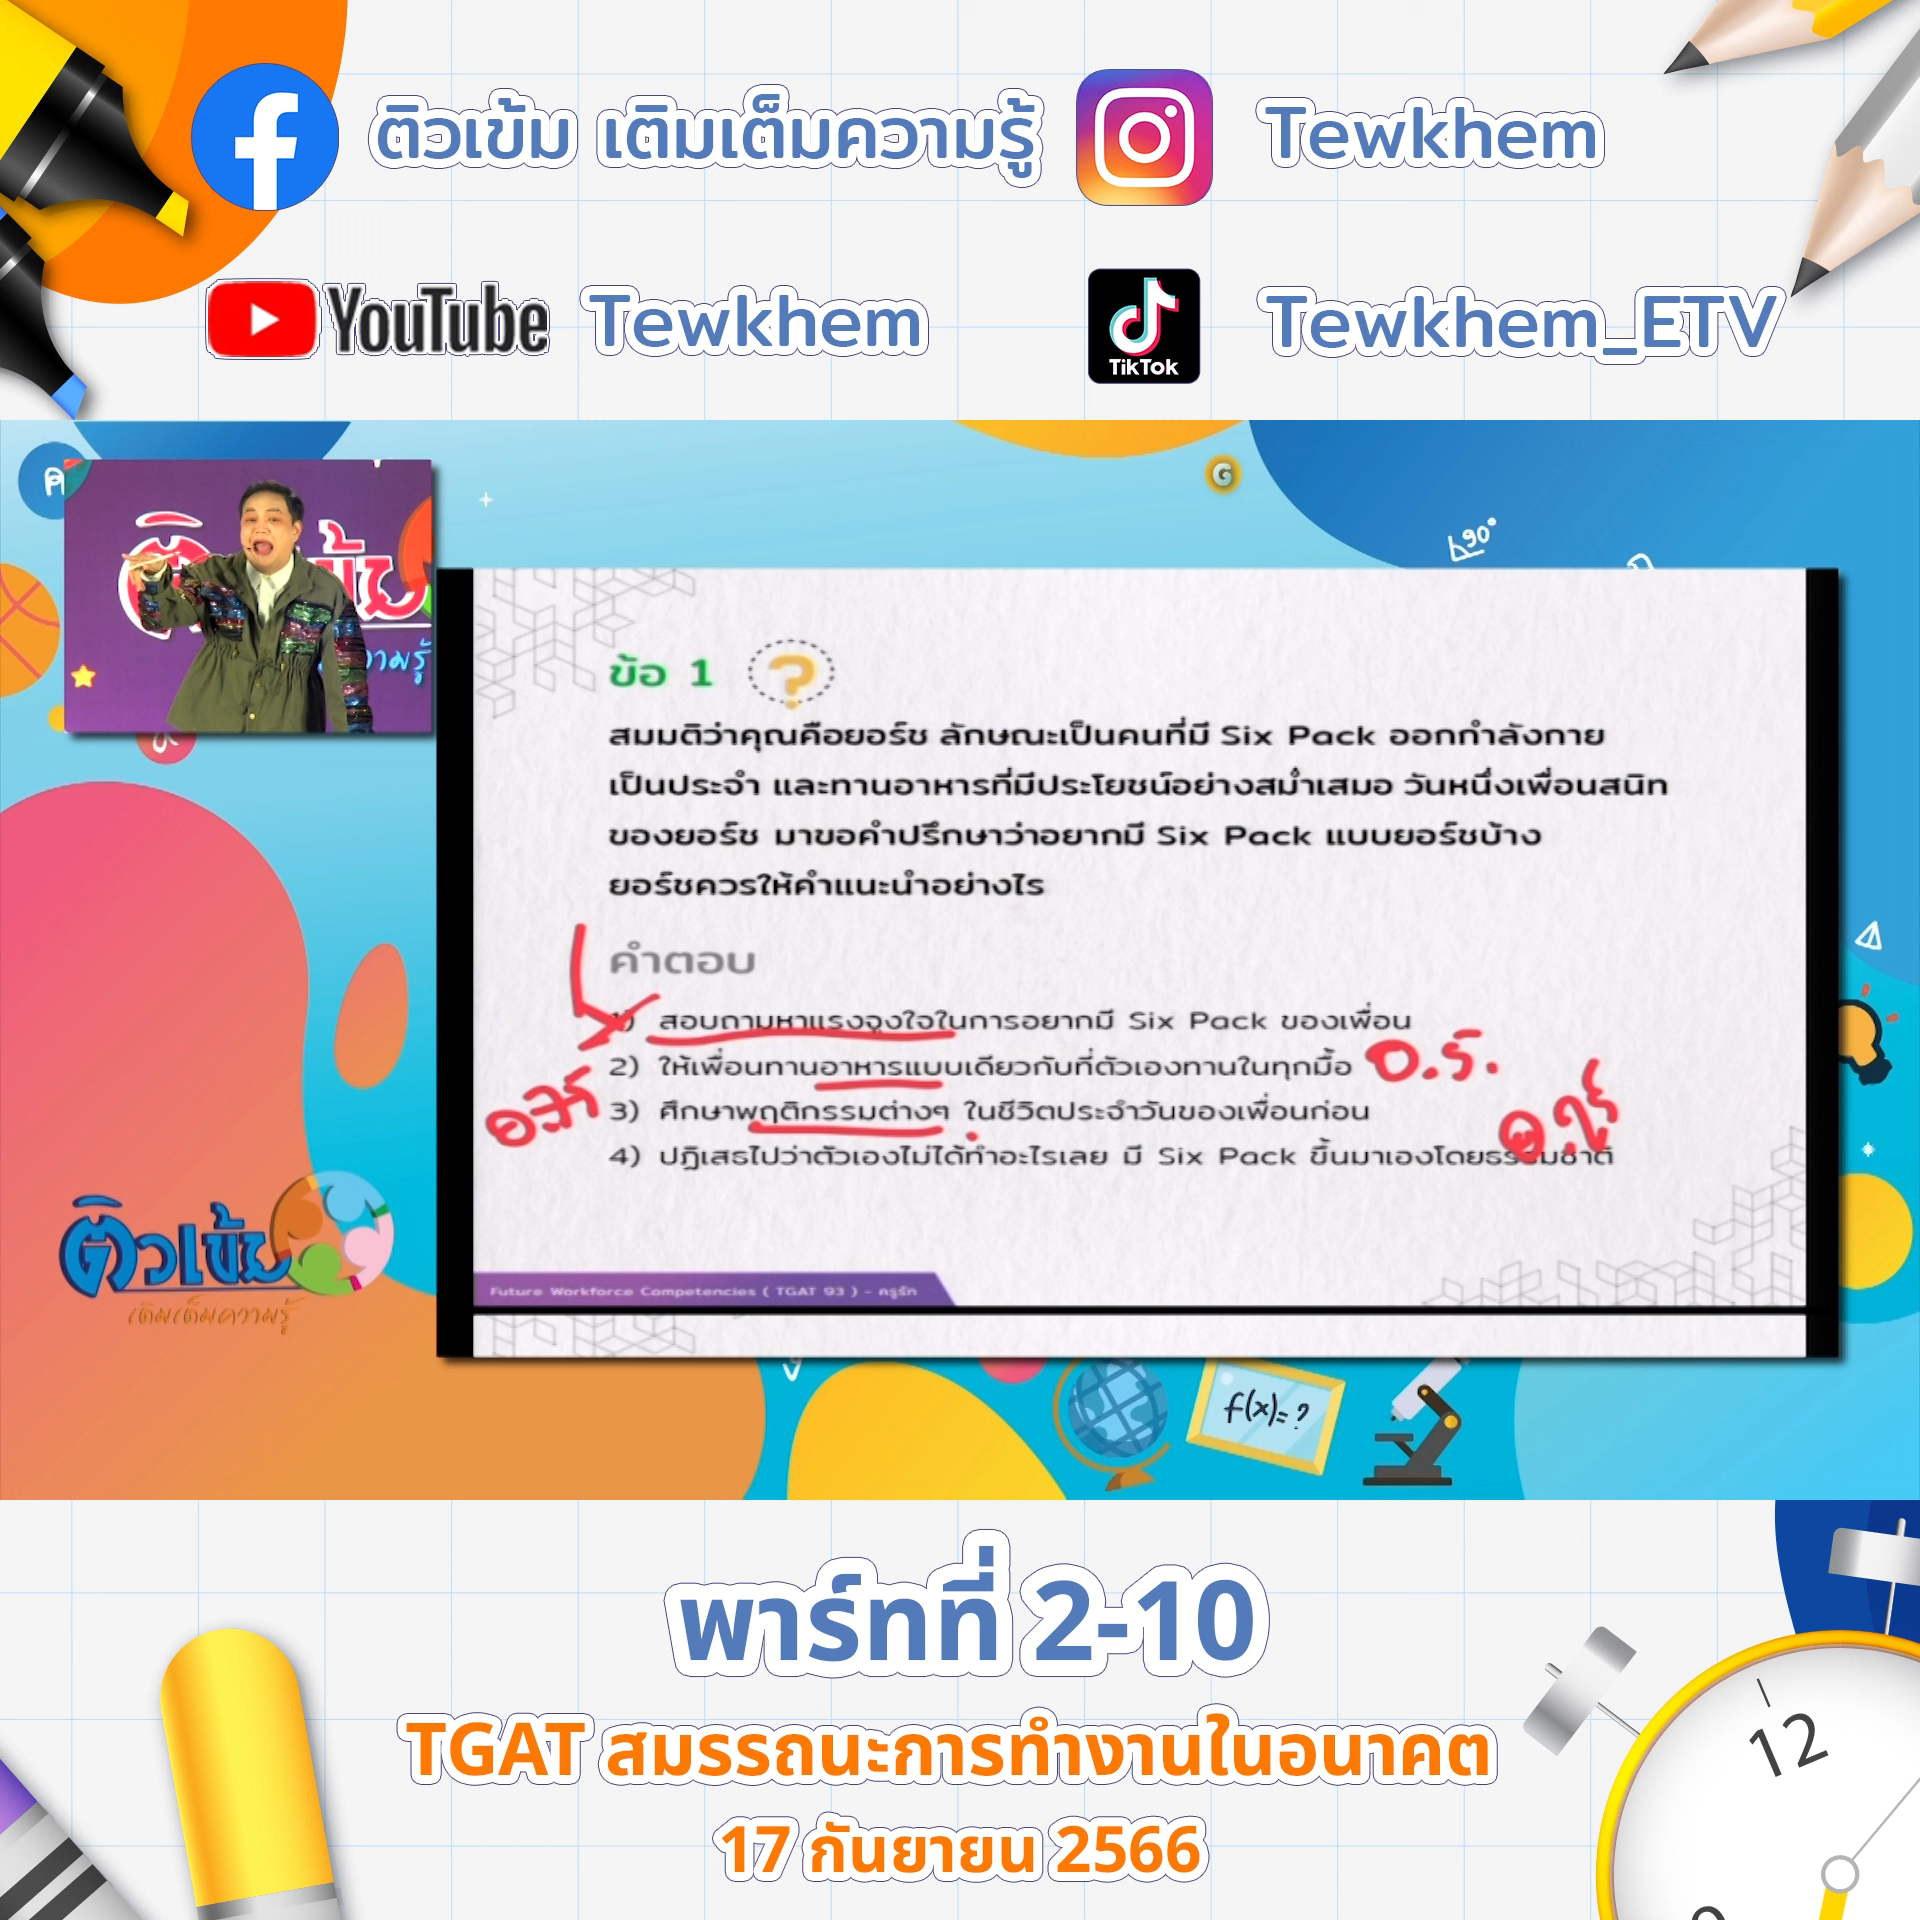 ติวเข้ม เติมเต็มความรู้
Tewkhem
YouTube Tewkhem
TikTok
Tewkhem_ETV
G
90°
ข้อ 1 ?
สมมติว่าคุณคือยอร์ช ลักษณะเป็นคนที่มี Six Pack ออกกำลังกาย
เป็นประจำ และทานอาหารที่มีประโยชน์อย่างสม่ำเสมอ วันหนึ่งเพื่อนสนิท
ของยอร์ช มาขอคำปรึกษาว่าอยากมี Six Pack แบบยอร์ชบ้าง
ยอร์ชควรให้คำแนะนำอย่างไร
คำตอบ
1) สอบถามหาแรงจูงใจในการอยากมี Six Pack ของเพื่อน
2) ให้เพื่อนทานอาหารแบบเดียวกับที่ตัวเองทานในทุกมื้อ
3) ศึกษาพฤติกรรมต่างๆ ในชีวิตประจำวันของเพื่อนก่อน
4) ปฏิเสธไปว่าตัวเองไม่ได้ทำอะไรเลย มี Six Pack ขึ้นมาเองโดยธรรมชาติ
Future Workforce Competencies ( TGAT 93 ) - ครูรัก
ติวเข้ม
เติมเต็มความรู้
f(x)= ?
พาร์ทที่ 2-10
TGAT สมรรถนะการทำงานในอนาคต
17 กันยายน 2566
12